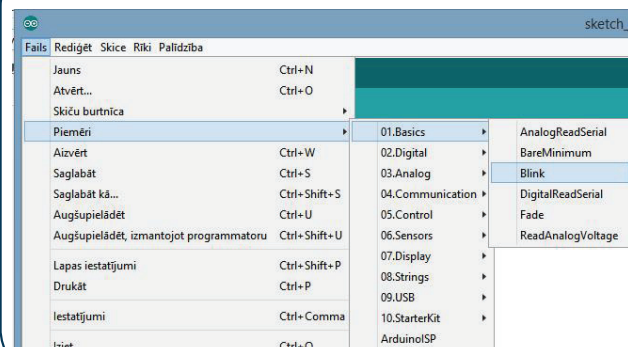 sketch_
Fails Rediģēt Skice Rīki Palīdzība
Jauns Ctrl+N
Atvērt... Ctrl+O
Skiču burtnīca
Piemēri
Aizvērt Ctrl+W
Saglabāt Ctrl+S
Saglabāt kā... Ctrl+Shift+S
Augšupielādēt Ctrl+U
Augšupielādēt, izmantojot programmatoru Ctrl+Shift+U
Lapas iestatījumi Ctrl+Shift+P
Drukāt Ctrl+P
Iestatījumi Ctrl+Comma
Iziet Ctrl+Q
01.Basics
02.Digital
03.Analog
04.Communication
05.Control
06.Sensors
07.Display
08.Strings
09.USB
10.StarterKit
ArduinoISP
AnalogReadSerial
BareMinimum
Blink
DigitalReadSerial
Fade
ReadAnalogVoltage